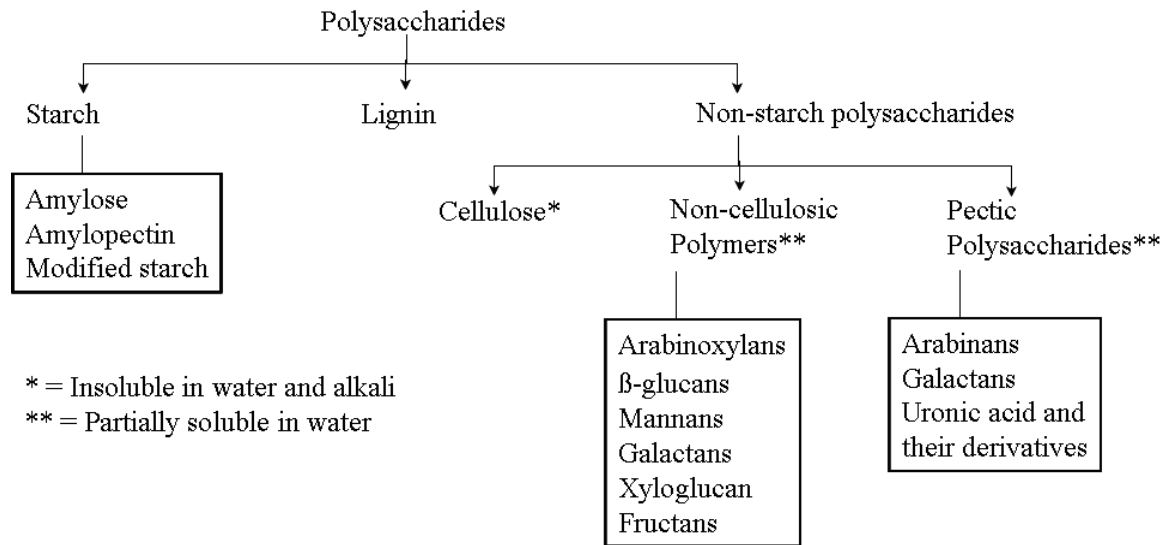 Polysaccharides
Starch
Lignin
Non-starch polysaccharides
Amylose
Amylopectin
Modified starch
Cellulose*
Non-cellulosic
Polymers**
Pectic
Polysaccharides**
Arabinoxylans
ß-glucans
Mannans
Galactans
Xyloglucan
Fructans
Arabinans
Galactans
Uronic acid and
their derivatives
* = Insoluble in water and alkali
** = Partially soluble in water